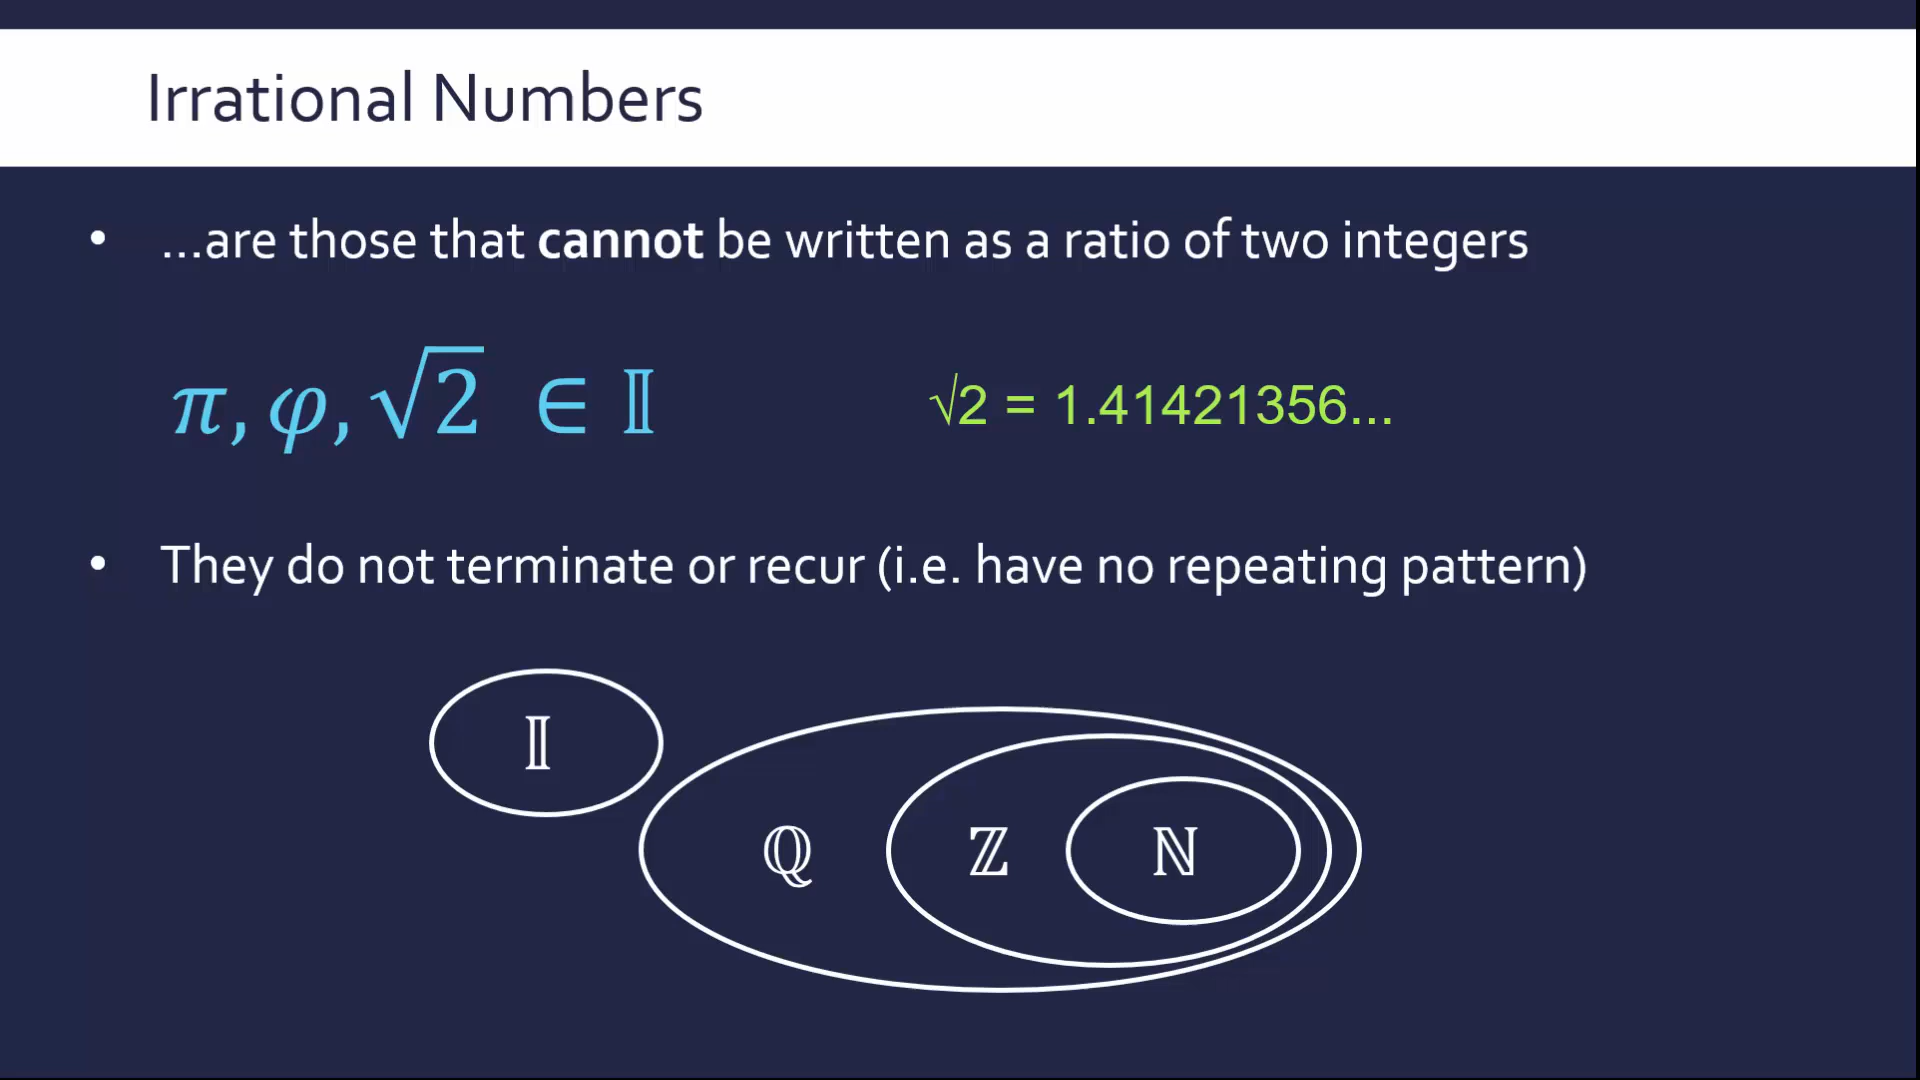 Irrational Numbers
• ...are those that cannot be written as a ratio of two integers
π, φ, √2 ∈ 𝕀
√2 = 1.41421356...
• They do not terminate or recur (i.e. have no repeating pattern)
𝕀
ℚ ℤ ℕ